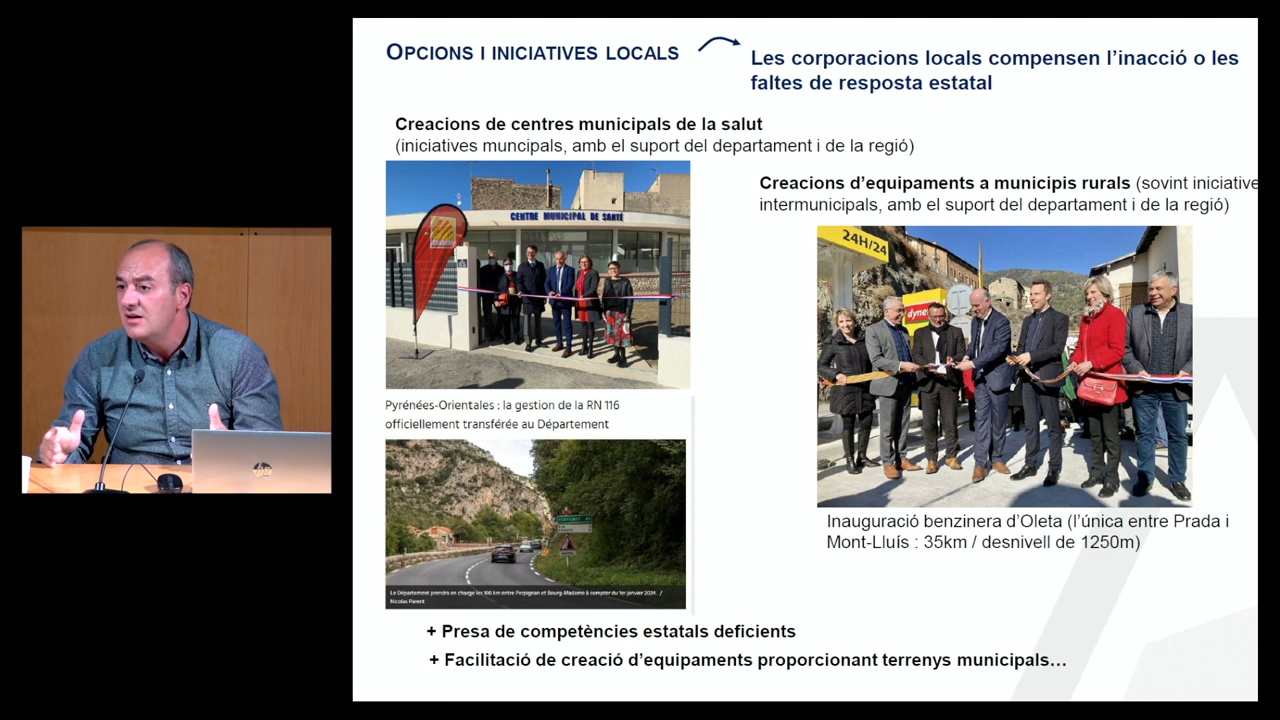 OPCIONS I INICIATIVES LOCALS
Les corporacions locals compensen l'inacció o les
faltes de resposta estatal
Creacions de centres municipals de la salut
(iniciatives muncipals, amb el suport del departament i de la regió)
CENTRE MUNICIPAL DE SANTÉ
Creacions d'equipaments a municipis rurals (sovint iniciative
intermunicipals, amb el suport del departament i de la regió)
24H/24
dyne
Inauguració benzinera d'Oleta (l'única entre Prada i
Mont-Lluís : 35km / desnivell de 1250m)
Pyrénées-Orientales : la gestion de la RN 116
officiellement transférée au Département
Le Département prendra en charge les 100 km entre Perpignan et Bourg-Madame à compter du 1er janvier 2024. /
Nicolas Parent
+ Presa de competències estatals deficients
+ Facilitació de creació d'equipaments proporcionant terrenys municipals...
hp